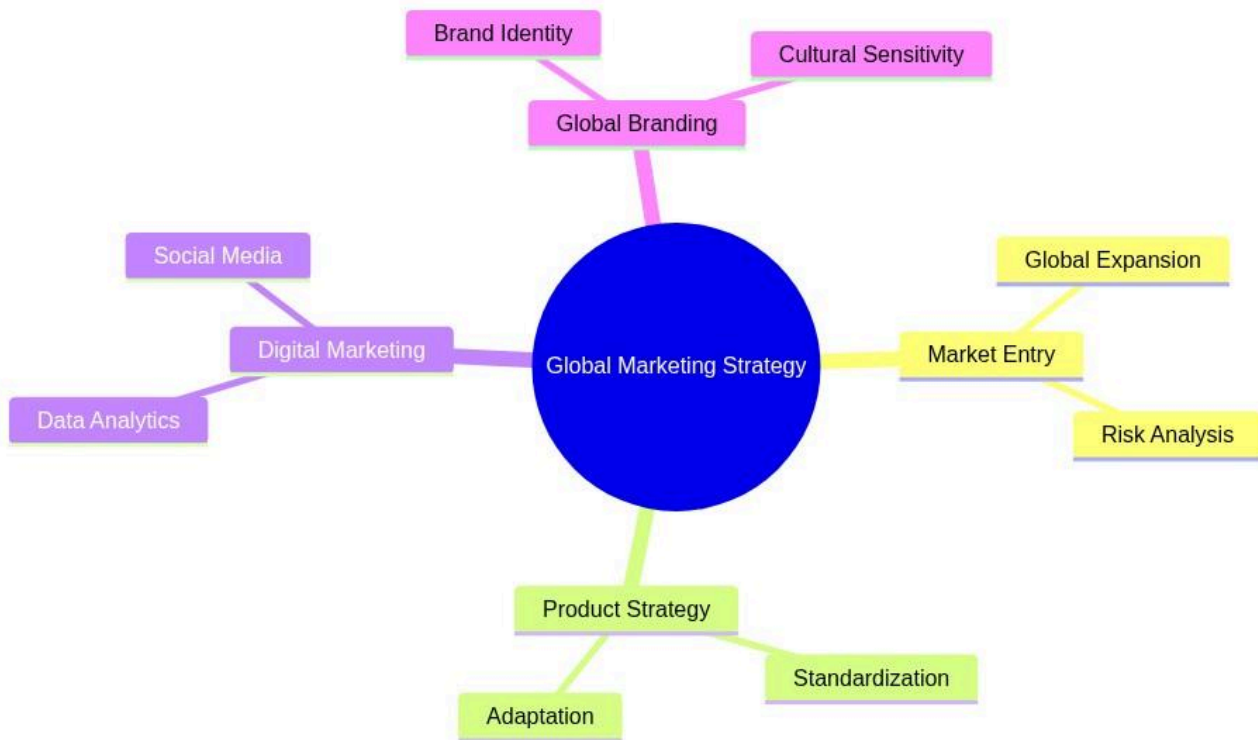 Brand Identity
Cultural Sensitivity
Global Branding
Social Media
Global Expansion
Digital Marketing
Global Marketing Strategy
Market Entry
Data Analytics
Risk Analysis
Product Strategy
Standardization
Adaptation